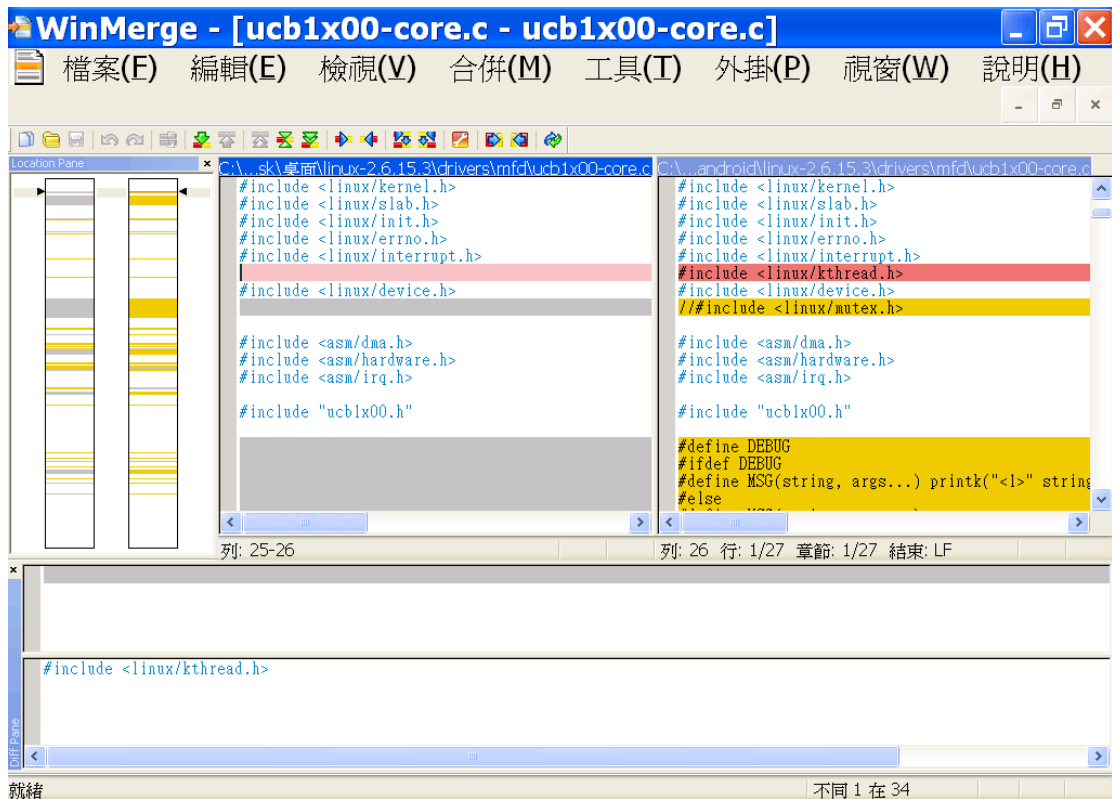 WinMerge - [ucb1x00-core.c - ucb1x00-core.c]
檔案(F) 編輯(E) 檢視(V) 合併(M) 工具(T) 外掛(P) 視窗(W) 說明(H)
Location Pane
C:\...sk\桌面\linux-2.6.15.3\drivers\mfd\ucb1x00-core.c
#include <linux/kernel.h>
#include <linux/slab.h>
#include <linux/init.h>
#include <linux/errno.h>
#include <linux/interrupt.h>
#include <linux/device.h>
#include <asm/dma.h>
#include <asm/hardware.h>
#include <asm/irq.h>
#include "ucb1x00.h"
列: 25-26
C:\...android\linux-2.6.15.3\drivers\mfd\ucb1x00-core.c
#include <linux/kernel.h>
#include <linux/slab.h>
#include <linux/init.h>
#include <linux/errno.h>
#include <linux/interrupt.h>
#include <linux/kthread.h>
#include <linux/device.h>
//#include <linux/mutex.h>
#include <asm/dma.h>
#include <asm/hardware.h>
#include <asm/irq.h>
#include "ucb1x00.h"
#define DEBUG
#ifdef DEBUG
#define MSG(string, args...) printk("<1>" string
#else
列: 26 行: 1/27 章節: 1/27 結束: LF
Diff Pane
#include <linux/kthread.h>
就緒
不同 1 在 34